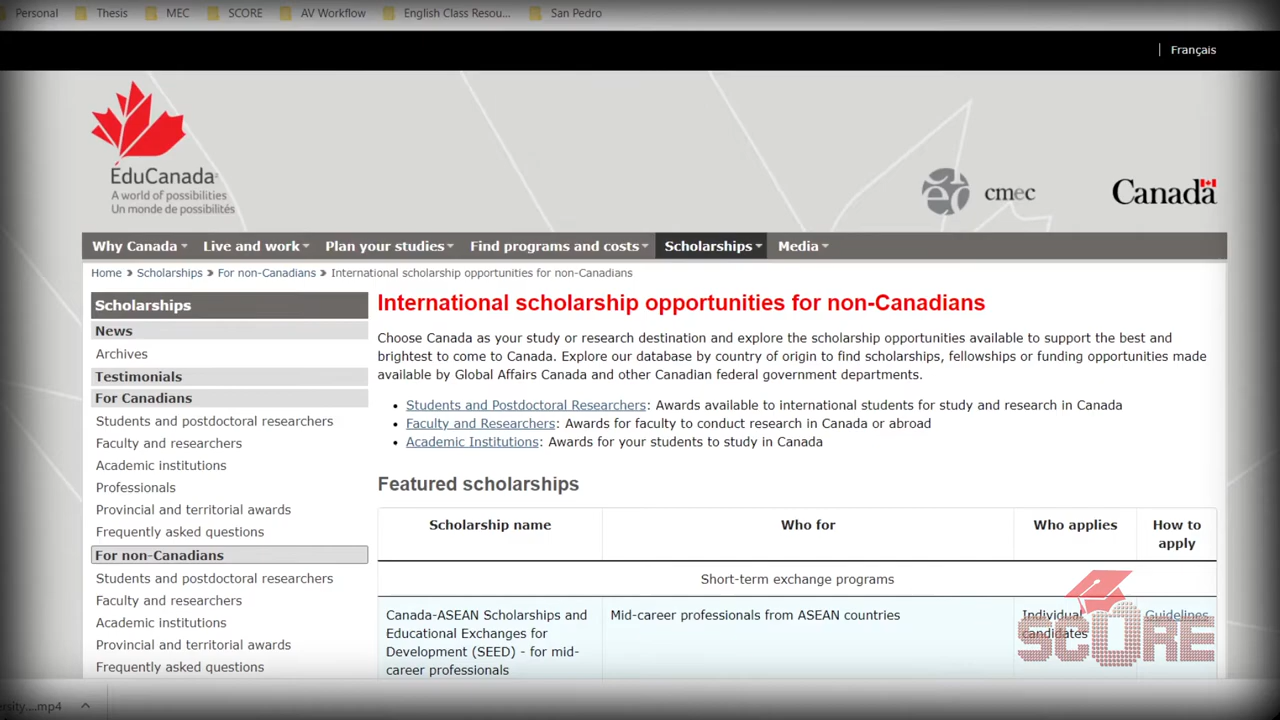 Personal Thesis MEC SCORE AV Workflow English Class Resou... San Pedro
Français
ÉduCanada
A world of possibilities
Un monde de possibilités
cmec
Canada
Why Canada Live and work Plan your studies Find programs and costs Scholarships Media
Home » Scholarships » For non-Canadians » International scholarship opportunities for non-Canadians
Scholarships
News
Archives
Testimonials
For Canadians
Students and postdoctoral researchers
Faculty and researchers
Academic institutions
Professionals
Provincial and territorial awards
Frequently asked questions
For non-Canadians
Students and postdoctoral researchers
Faculty and researchers
Academic institutions
Provincial and territorial awards
Frequently asked questions
International scholarship opportunities for non-Canadians
Choose Canada as your study or research destination and explore the scholarship opportunities available to support the best and
brightest to come to Canada. Explore our database by country of origin to find scholarships, fellowships or funding opportunities made
available by Global Affairs Canada and other Canadian federal government departments.
• Students and Postdoctoral Researchers: Awards available to international students for study and research in Canada
• Faculty and Researchers: Awards for faculty to conduct research in Canada or abroad
• Academic Institutions: Awards for your students to study in Canada
Featured scholarships
Scholarship name Who for Who applies How to
apply
Short-term exchange programs
Canada-ASEAN Scholarships and Mid-career professionals from ASEAN countries Individual Guidelines
Educational Exchanges for candidates
Development (SEED) - for mid-
career professionals
SCORE
ersity....mp4